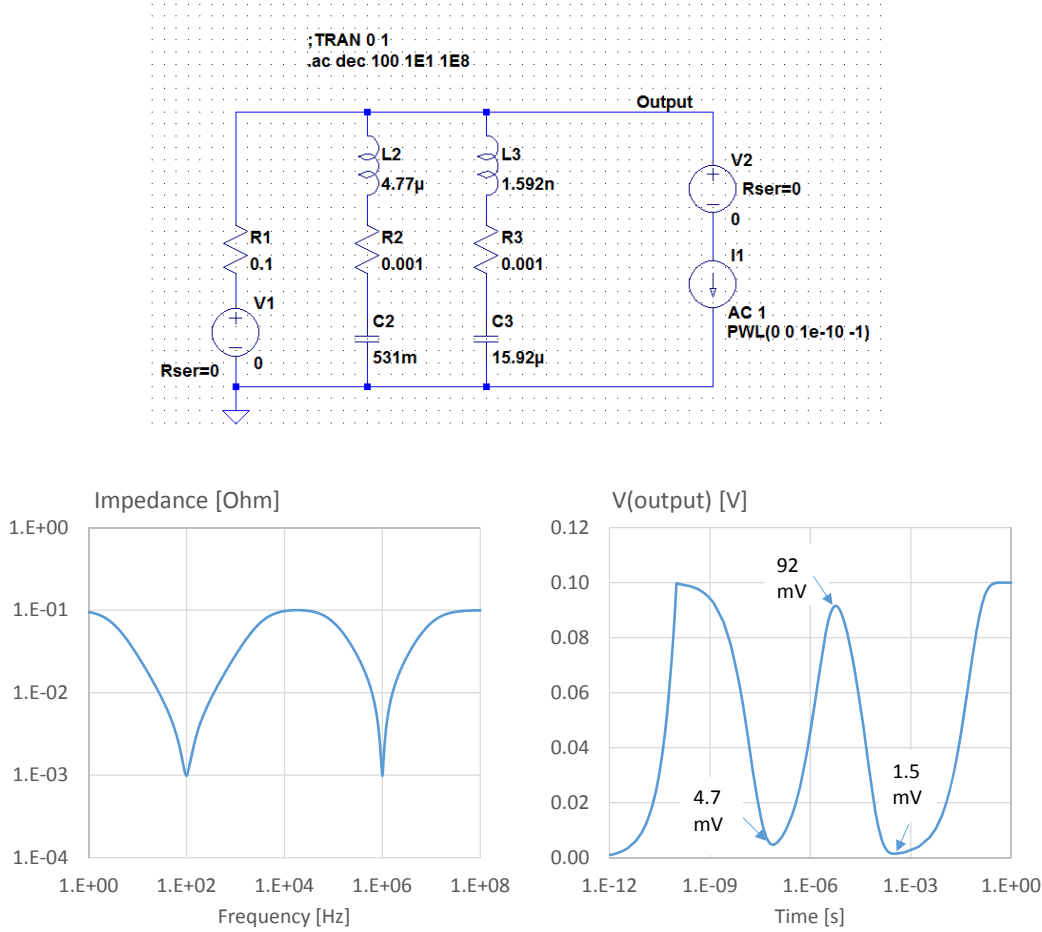 ;TRAN 0 1
.ac dec 100 1E1 1E8
Output
L2
4.77µ
L3
1.592n
V2
Rser=0
0
R1
0.1
R2
0.001
R3
0.001
I1
AC 1
PWL(0 0 1e-10 -1)
V1
0
Rser=0
C2
531m
C3
15.92µ
Impedance [Ohm]
1.E+00
1.E-01
1.E-02
1.E-03
1.E-04
1.E+00 1.E+02 1.E+04 1.E+06 1.E+08
Frequency [Hz]
V(output) [V]
0.12
0.10
0.08
0.06
0.04
0.02
0.00
92
mV
4.7
mV
1.5
mV
1.E-12 1.E-09 1.E-06 1.E-03 1.E+00
Time [s]